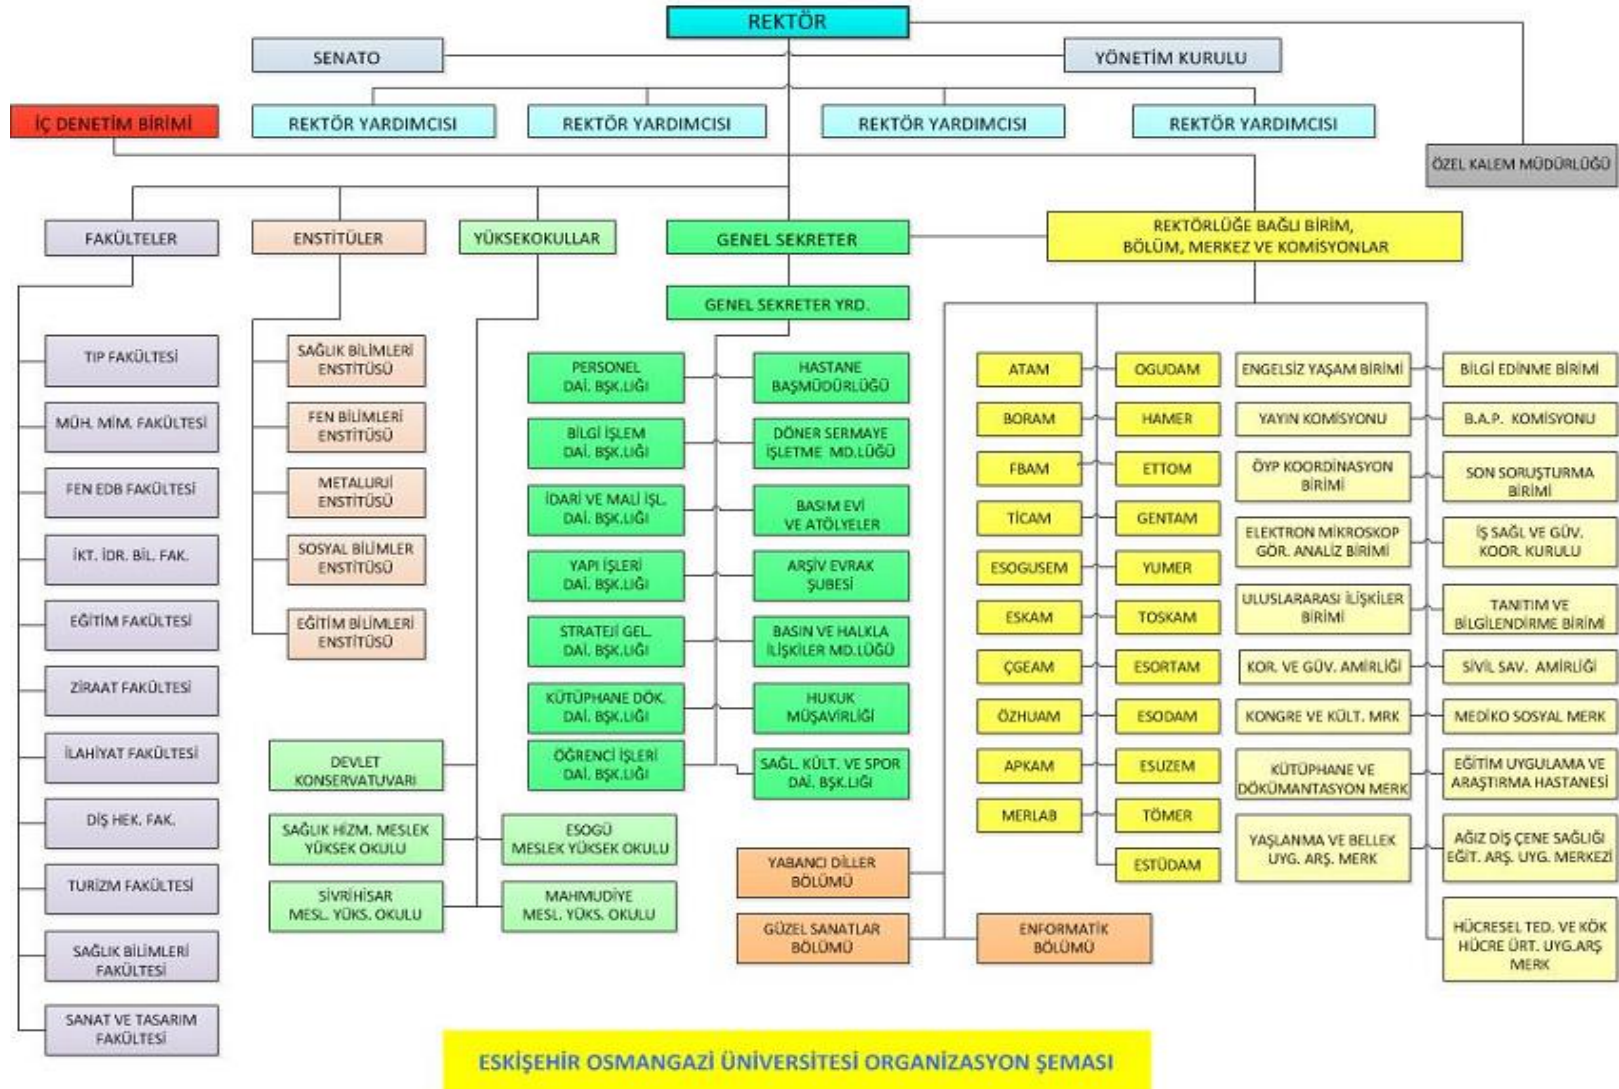 REKTÖR
SENATO
YÖNETİM KURULU
İÇ DENETİM BİRİMİ
REKTÖR YARDIMCISI
REKTÖR YARDIMCISI
REKTÖR YARDIMCISI
REKTÖR YARDIMCISI
ÖZEL KALEM MÜDÜRLÜĞÜ
FAKÜLTELER
ENSTİTÜLER
YÜKSEKOKULLAR
GENEL SEKRETER
REKTÖRLÜĞE BAĞLI BİRİM,
BÖLÜM, MERKEZ VE KOMİSYONLAR
GENEL SEKRETER YRD.
TIP FAKÜLTESİ
MÜH. MİM. FAKÜLTESİ
FEN EDB FAKÜLTESİ
İKT. İDR. BİL. FAK.
EĞİTİM FAKÜLTESİ
ZİRAAT FAKÜLTESİ
İLAHİYAT FAKÜLTESİ
DİŞ HEK. FAK.
TURİZM FAKÜLTESİ
SAĞLIK BİLİMLERİ
FAKÜLTESİ
SANAT VE TASARIM
FAKÜLTESİ
SAĞLIK BİLİMLERİ
ENSTİTÜSÜ
FEN BİLİMLERİ
ENSTİTÜSÜ
METALURJİ
ENSTİTÜSÜ
SOSYAL BİLİMLER
ENSTİTÜSÜ
EĞİTİM BİLİMLERİ
ENSTİTÜSÜ
DEVLET
KONSERVATUVARI
SAĞLIK HİZM. MESLEK
YÜKSEK OKULU
ESOGÜ
MESLEK YÜKSEK OKULU
SİVRİHİSAR
MESL. YÜKS. OKULU
MAHMUDİYE
MESL. YÜKS. OKULU
PERSONEL
DAİ. BŞK.LIĞI
HASTANE
BAŞMÜDÜRLÜĞÜ
BİLGİ İŞLEM
DAİ. BŞK.LIĞI
DÖNER SERMAYE
İŞLETME MD.LÜĞÜ
İDARİ VE MALİ İŞL.
DAİ. BŞK.LIĞI
BASIM EVİ
VE ATÖLYELER
YAPI İŞLERİ
DAİ. BŞK.LIĞI
ARŞİV EVRAK
ŞUBESİ
STRATEJİ GEL.
DAİ. BŞK.LIĞI
BASIN VE HALKLA
İLİŞKİLER MD.LÜĞÜ
KÜTÜPHANE DÖK.
DAİ. BŞK.LIĞI
HUKUK
MÜŞAVİRLİĞİ
ÖĞRENCİ İŞLERİ
DAİ. BŞK.LIĞI
SAĞL. KÜLT. VE SPOR
DAİ. BŞK.LIĞI
YABANCI DİLLER
BÖLÜMÜ
GÜZEL SANATLAR
BÖLÜMÜ
ENFORMATİK
BÖLÜMÜ
ATAM
OGUDAM
BORAM
HAMER
FBAM
ETTOM
TİCAM
GENTAM
ESOGUSEM
YUMER
ESKAM
TOSKAM
ÇGEAM
ESORTAM
ÖZHUAM
ESODAM
APKAM
ESUZEM
MERLAB
TÖMER
ESTÜDAM
ENGELSİZ YAŞAM BİRİMİ
BİLGİ EDİNME BİRİMİ
YAYIN KOMİSYONU
B.A.P. KOMİSYONU
ÖYP KOORDİNASYON
BİRİMİ
SON SORUŞTURMA
BİRİMİ
ELEKTRON MİKROSKOP
GÖR. ANALİZ BİRİMİ
İŞ SAĞL VE GÜV.
KOOR. KURULU
ULUSLARARASI İLİŞKİLER
BİRİMİ
TANITIM VE
BİLGİLENDİRME BİRİMİ
KOR. VE GÜV. AMİRLİĞİ
SİVİL SAV. AMİRLİĞİ
KONGRE VE KÜLT. MRK
MEDİKO SOSYAL MERK
KÜTÜPHANE VE
DÖKÜMANTASYON MERK
EĞİTİM UYGULAMA VE
ARAŞTIRMA HASTANESİ
YAŞLANMA VE BELLEK
UYG. ARŞ. MERK
AĞIZ DİŞ ÇENE SAĞLIĞI
EĞİT. ARŞ. UYG. MERKEZİ
HÜCRESEL TED. VE KÖK
HÜCRE ÜRT. UYG.ARŞ
MERK
ESKİŞEHİR OSMANGAZİ ÜNİVERSİTESİ ORGANİZASYON ŞEMASI